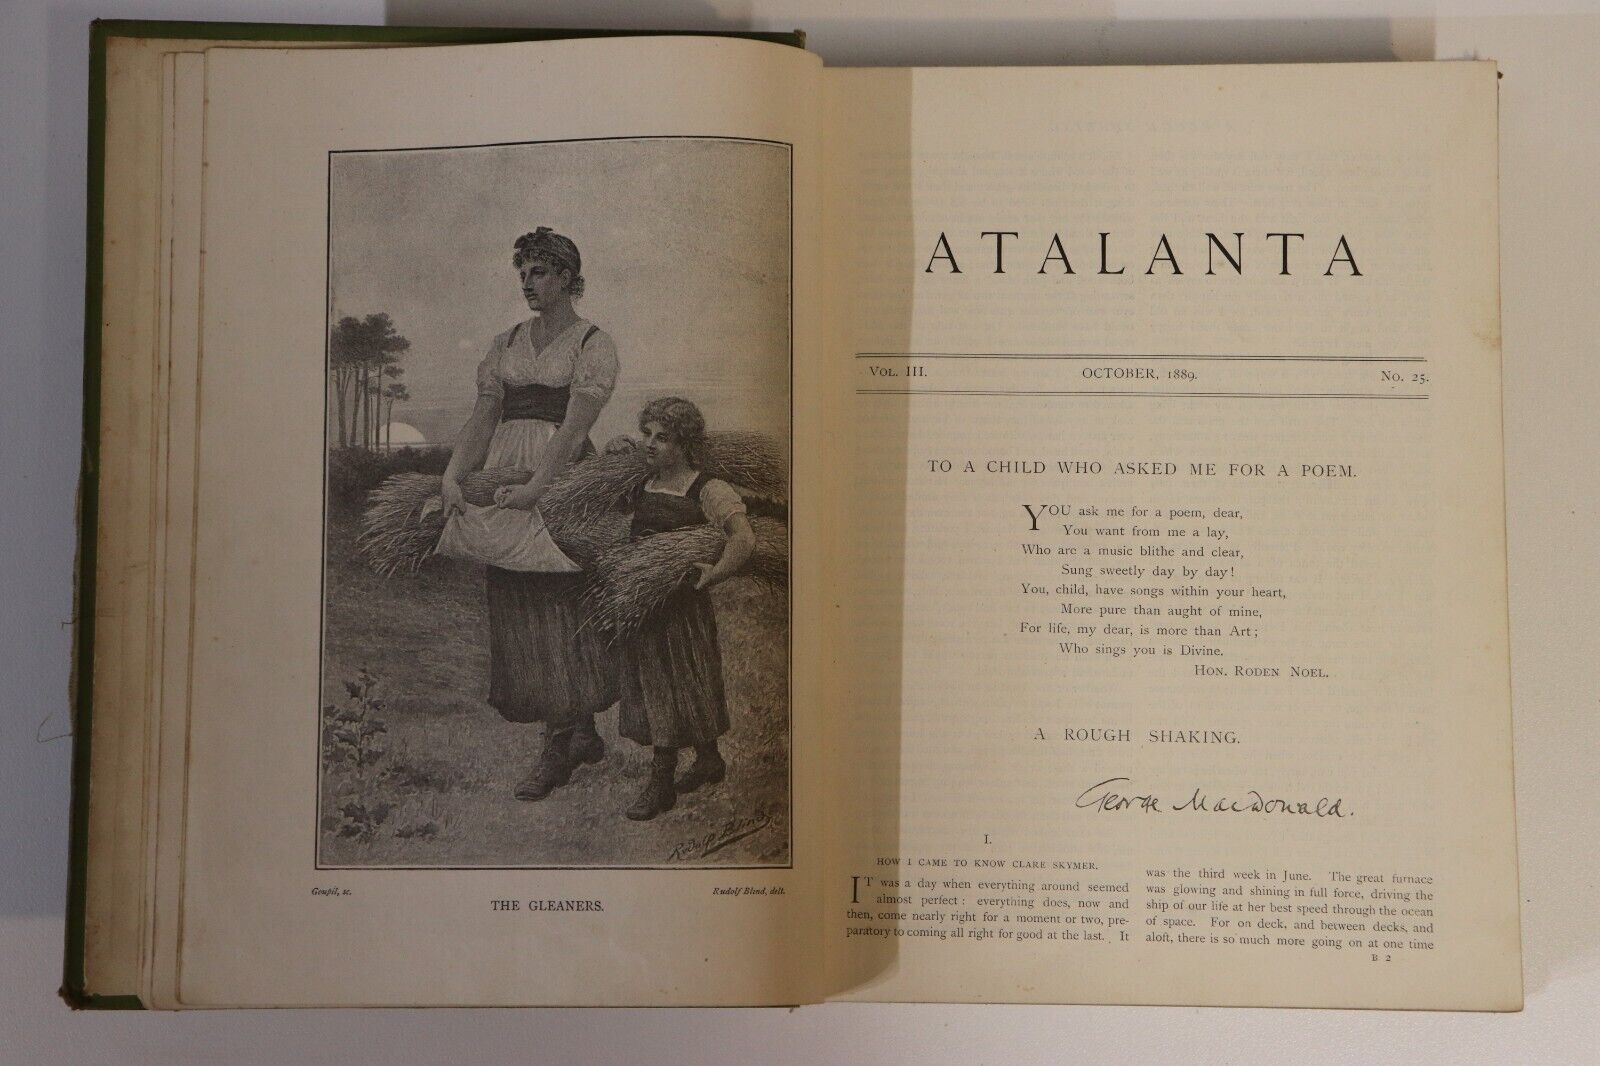 Rudolf Blind
Goupil, sc.
Rudolf Blend, delt.
THE GLEANERS.
ATALANTA
VOL. III.
OCTOBER, 1889.
No. 25.
TO A CHILD WHO ASKED ME FOR A POEM.
YOU ask me for a poem, dear,
You want from me a lay,
Who are a music blithe and clear,
Sung sweetly day by day!
You, child, have songs within your heart,
More pure than aught of mine,
For life, my dear, is more than Art;
Who sings you is Divine.
HON. RODEN NOEL.
A ROUGH SHAKING.
George MacDonald.
I.
HOW I CAME TO KNOW CLARE SKYMER.
IT was a day when everything around seemed
almost perfect: everything does, now and
then, come nearly right for a moment or two, pre-
paratory to coming all right for good at the last. It
was the third week in June. The great furnace
was glowing and shining in full force, driving the
ship of our life at her best speed through the ocean
of space. For on deck, and between decks, and
aloft, there is so much more going on at one time
B 2